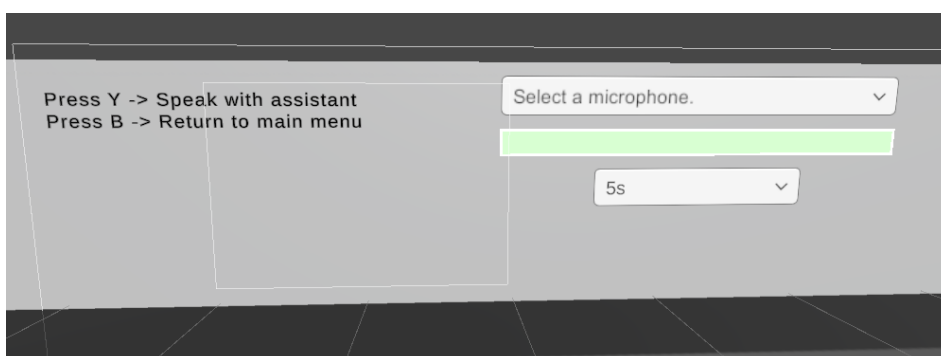 Press Y -> Speak with assistant
Press B -> Return to main menu
Select a microphone.
5s